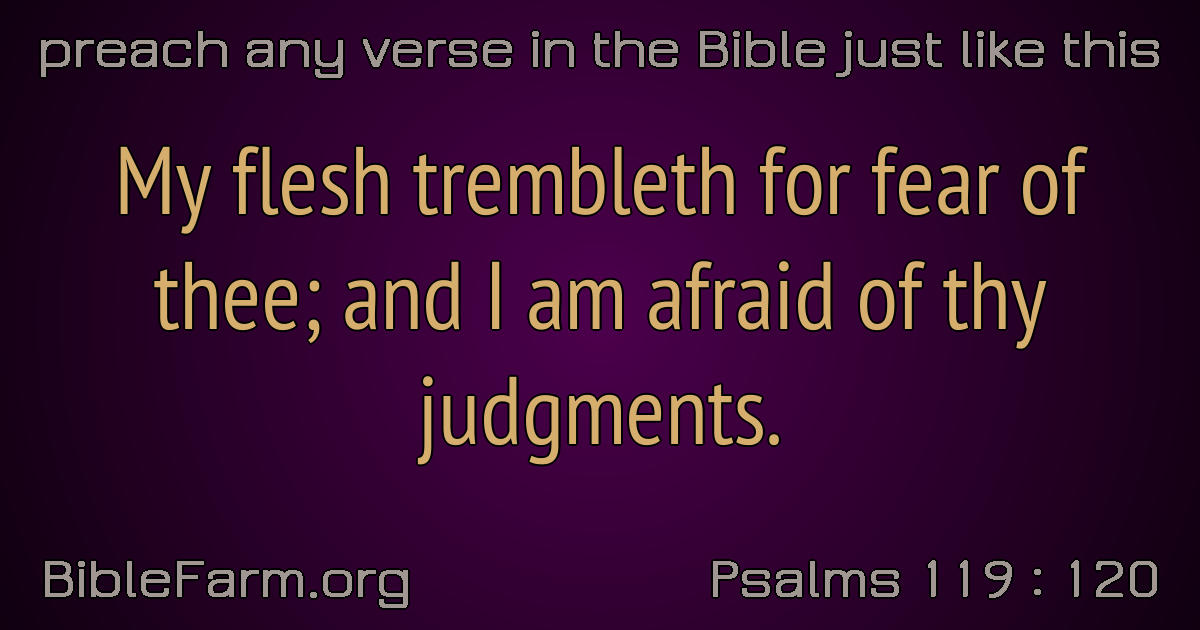 preach any verse in the Bible just like this
My flesh trembleth for fear of
thee; and I am afraid of thy
judgments.
BibleFarm.org
Psalms 119 : 120